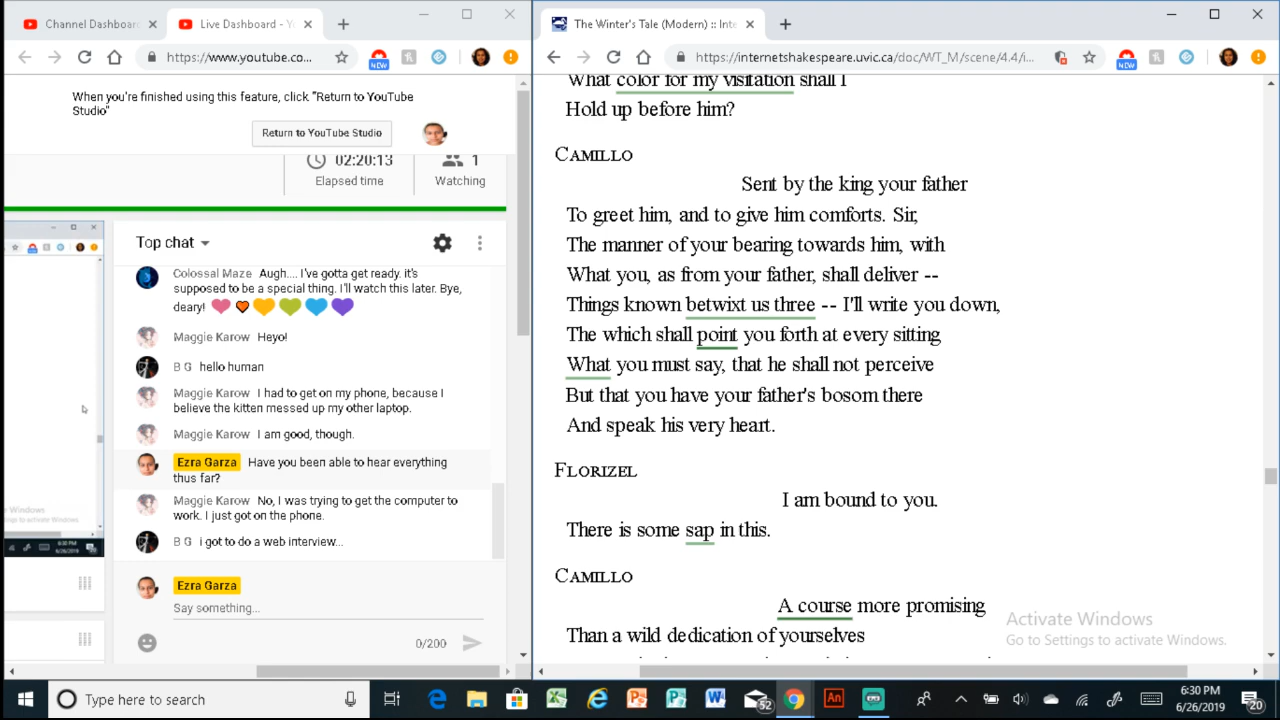 Channel Dashboard
Live Dashboard - Y
The Winter's Tale (Modern) :: Inte
https://www.youtube.co...
https://internetshakespeare.uvic.ca/doc/WT_M/scene/4.4/i...
NEW
NEW
When you're finished using this feature, click "Return to YouTube
Studio"
Return to YouTube Studio
02:20:13
1
Elapsed time
Watching
Top chat
Colossal Maze Augh.... I've gotta get ready. it's
supposed to be a special thing. I'll watch this later. Bye,
deary!
Maggie Karow Heyo!
B G hello human
Maggie Karow I had to get on my phone, because I
believe the kitten messed up my other laptop.
Maggie Karow I am good, though.
Ezra Garza Have you been able to hear everything
thus far?
Maggie Karow No, I was trying to get the computer to
work. I just got on the phone.
B G i got to do a web interview...
Ezra Garza
Say something...
0/200
What color for my visitation shall I
Hold up before him?
CAMILLO
Sent by the king your father
To greet him, and to give him comforts. Sir,
The manner of your bearing towards him, with
What you, as from your father, shall deliver --
Things known betwixt us three -- I'll write you down,
The which shall point you forth at every sitting
What you must say, that he shall not perceive
But that you have your father's bosom there
And speak his very heart.
FLORIZEL
I am bound to you.
There is some sap in this.
CAMILLO
A course more promising
Than a wild dedication of yourselves
Activate Windows
Go to Settings to activate Windows.
Type here to search
52
An
6:30 PM
6/26/2019
20